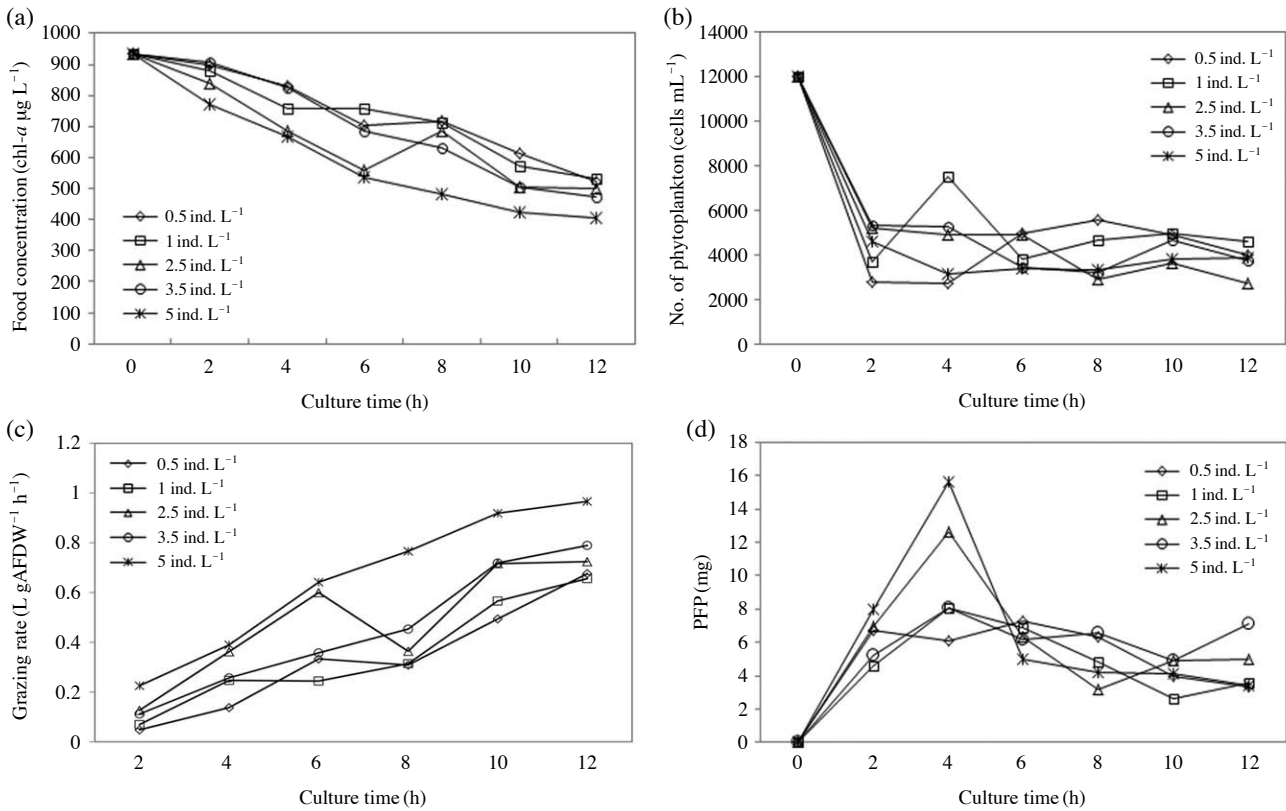 (a)
1000
900
800
700
600
500
400
300
200
100
0
Food concentration (chl-a µg L⁻¹)
0.5 ind. L⁻¹
1 ind. L⁻¹
2.5 ind. L⁻¹
3.5 ind. L⁻¹
5 ind. L⁻¹
0 2 4 6 8 10 12
Culture time (h)
(b)
14000
12000
10000
8000
6000
4000
2000
0
No. of phytoplankton (cells mL⁻¹)
0.5 ind. L⁻¹
1 ind. L⁻¹
2.5 ind. L⁻¹
3.5 ind. L⁻¹
5 ind. L⁻¹
0 2 4 6 8 10 12
Culture time (h)
(c)
1.2
1
0.8
0.6
0.4
0.2
0
Grazing rate (L gAFDW⁻¹ h⁻¹)
0.5 ind. L⁻¹
1 ind. L⁻¹
2.5 ind. L⁻¹
3.5 ind. L⁻¹
5 ind. L⁻¹
2 4 6 8 10 12
Culture time (h)
(d)
18
16
14
12
10
8
6
4
2
0
PFP (mg)
0.5 ind. L⁻¹
1 ind. L⁻¹
2.5 ind. L⁻¹
3.5 ind. L⁻¹
5 ind. L⁻¹
0 2 4 6 8 10 12
Culture time (h)